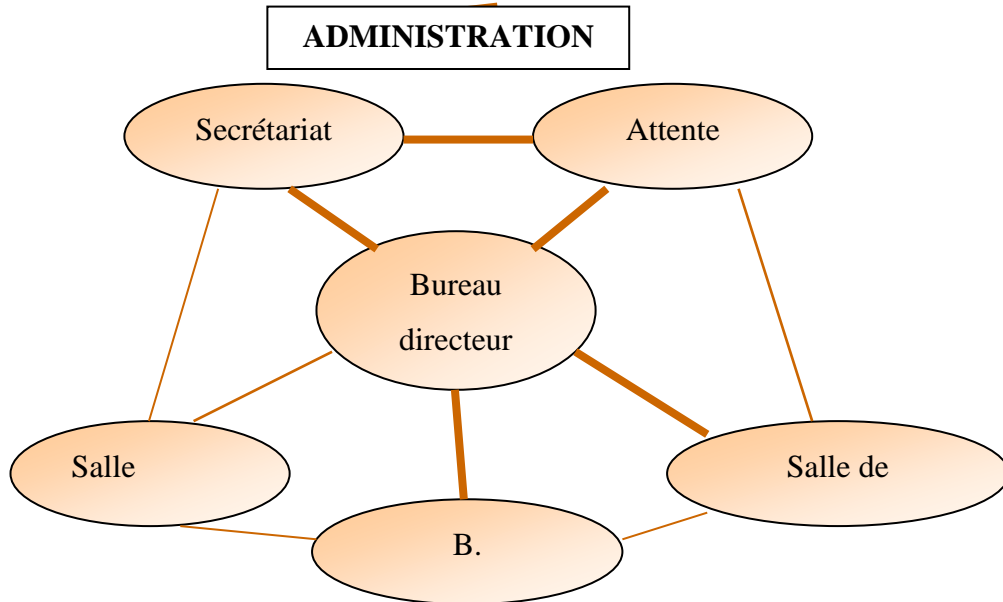 ADMINISTRATION
Secrétariat
Attente
Bureau
directeur
Salle
Salle de
B.